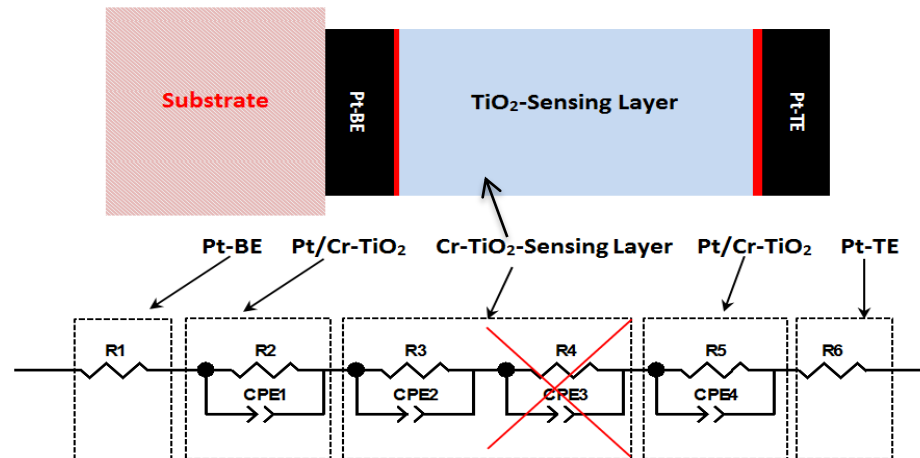 Substrate
Pt-BE
TiO₂-Sensing Layer
Pt-TE
Pt-BE
Pt/Cr-TiO₂
Cr-TiO₂-Sensing Layer
Pt/Cr-TiO₂
Pt-TE
R1
R2
R3
R4
R5
R6
CPE1
CPE2
CPE3
CPE4